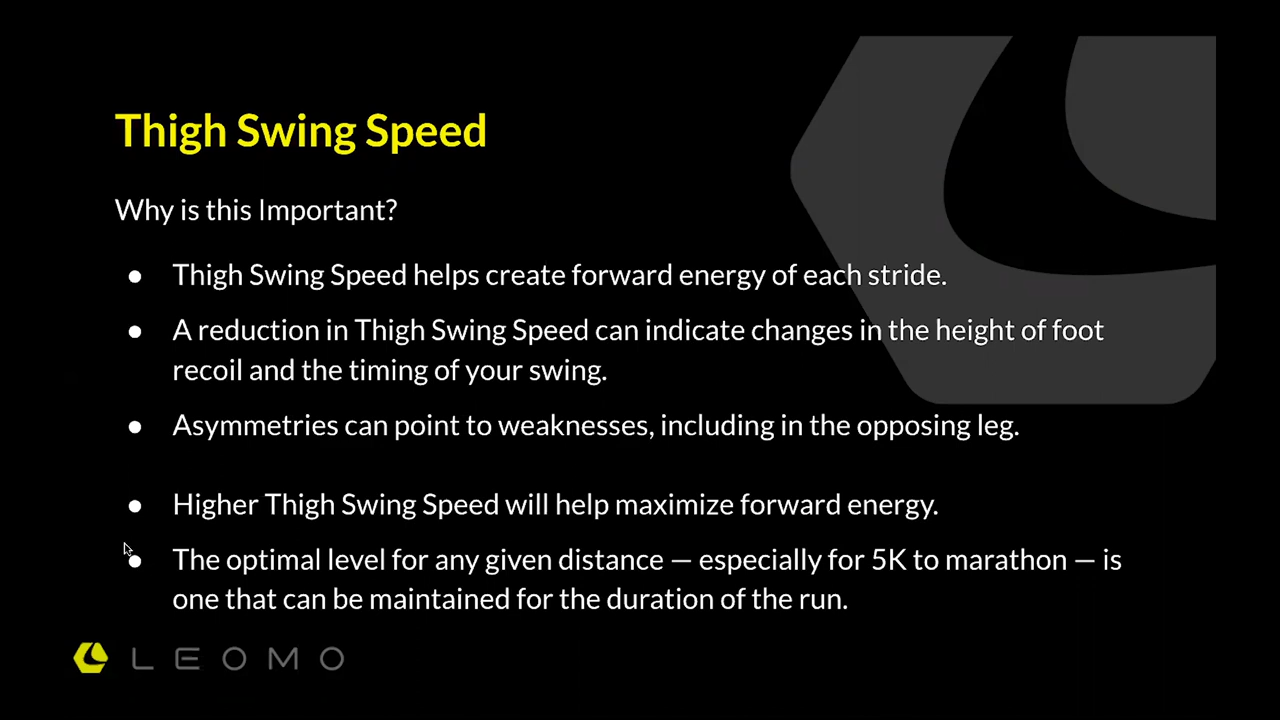 Thigh Swing Speed
Why is this Important?
● Thigh Swing Speed helps create forward energy of each stride.
● A reduction in Thigh Swing Speed can indicate changes in the height of foot
recoil and the timing of your swing.
● Asymmetries can point to weaknesses, including in the opposing leg.
● Higher Thigh Swing Speed will help maximize forward energy.
● The optimal level for any given distance — especially for 5K to marathon — is
one that can be maintained for the duration of the run.
LEOMO